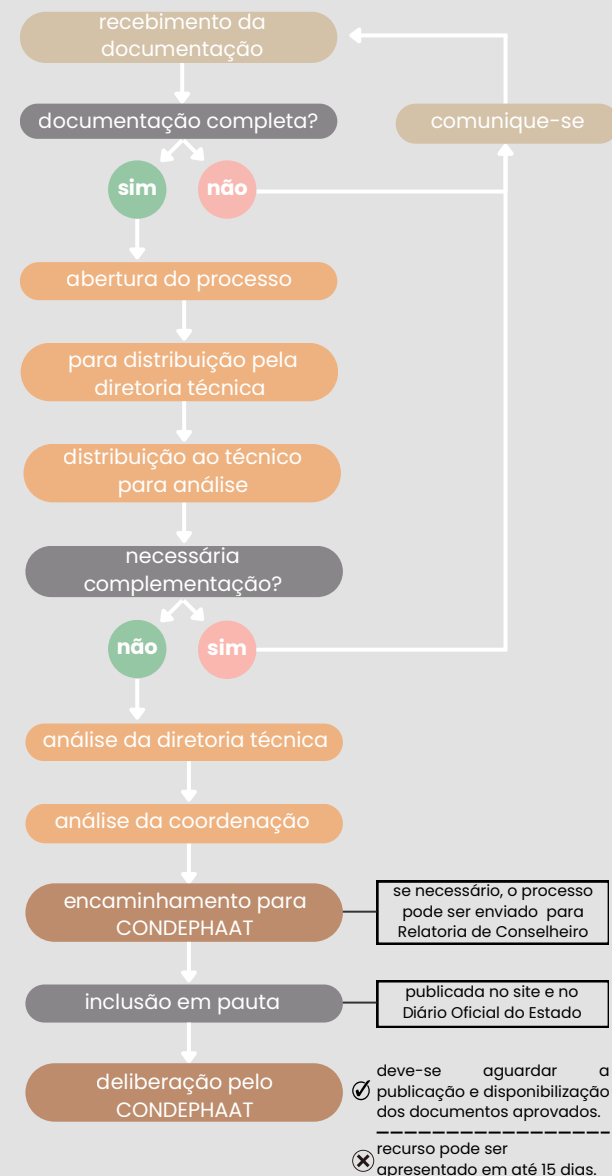 recebimento da
documentação
documentação completa?
comunique-se
sim
não
abertura do processo
para distribuição pela
diretoria técnica
distribuição ao técnico
para análise
necessária
complementação?
não
sim
análise da diretoria técnica
análise da coordenação
encaminhamento para
CONDEPHAAT
se necessário, o processo
pode ser enviado para
Relatoria de Conselheiro
inclusão em pauta
publicada no site e no
Diário Oficial do Estado
deliberação pelo
CONDEPHAAT
deve-se aguardar a
publicação e disponibilização
dos documentos aprovados.
recurso pode ser
apresentado em até 15 dias.